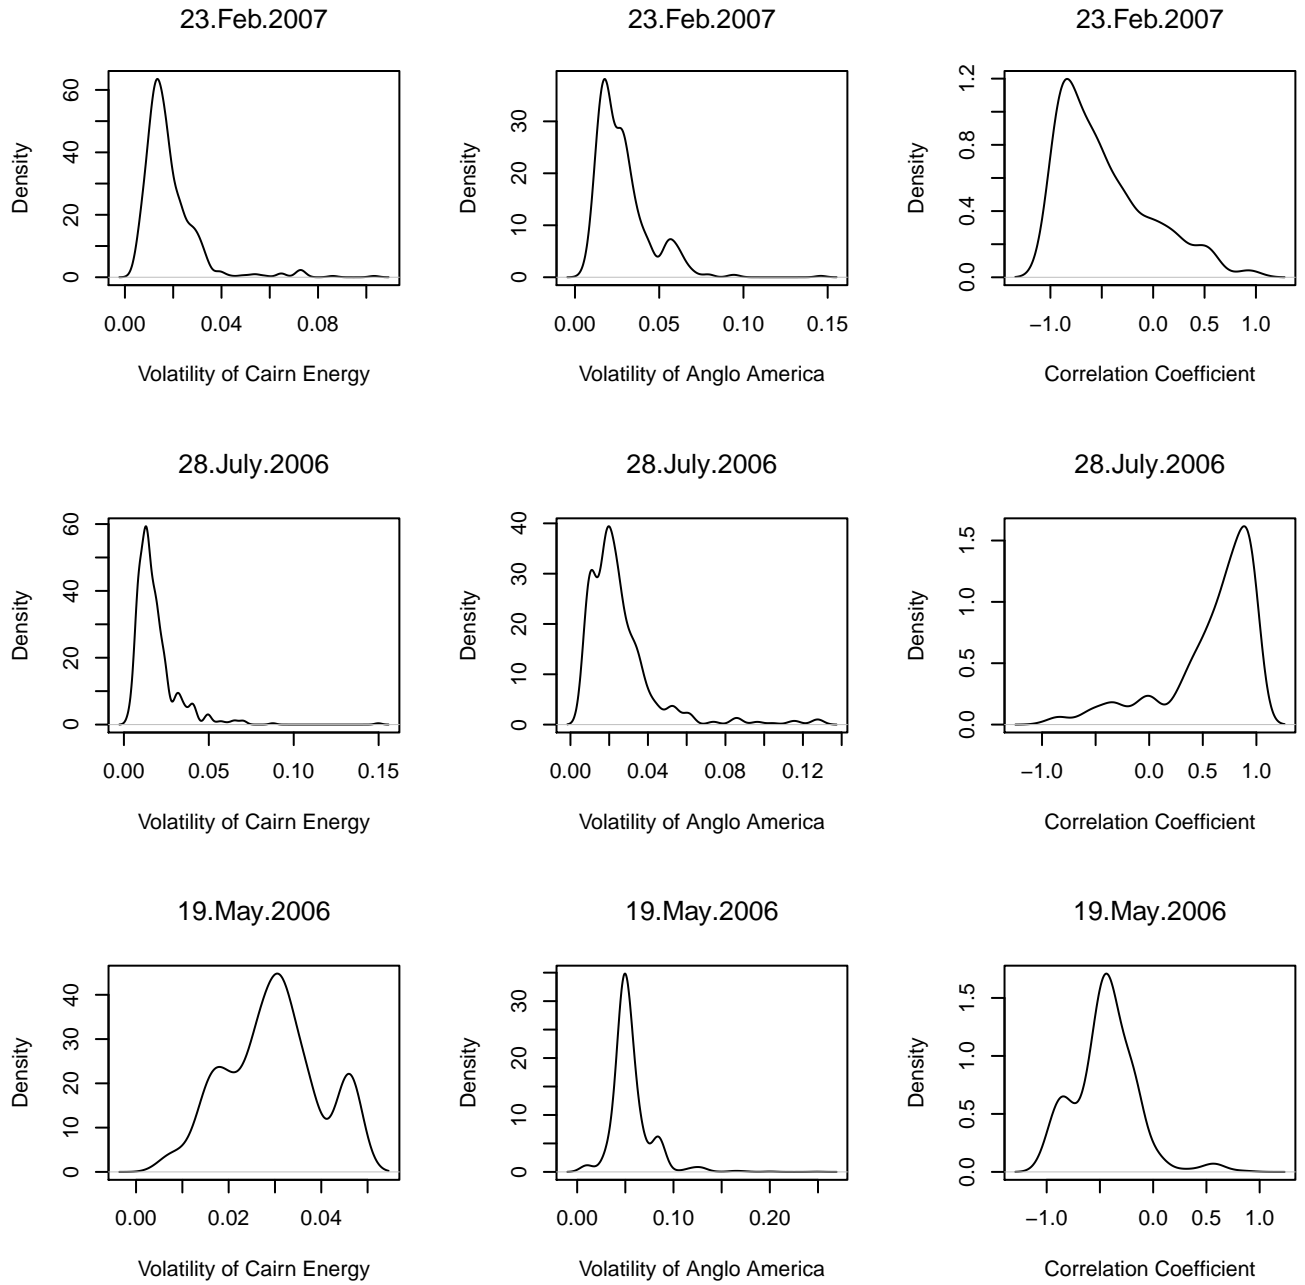 23.Feb.2007
23.Feb.2007
23.Feb.2007
Density
0 20 40 60
0.00 0.04 0.08
Volatility of Cairn Energy
Density
0 10 20 30
0.00 0.05 0.10 0.15
Volatility of Anglo America
Density
0.0 0.4 0.8 1.2
−1.0 0.0 0.5 1.0
Correlation Coefficient
28.July.2006
28.July.2006
28.July.2006
Density
0 20 40 60
0.00 0.05 0.10 0.15
Volatility of Cairn Energy
Density
0 10 20 30 40
0.00 0.04 0.08 0.12
Volatility of Anglo America
Density
0.0 0.5 1.0 1.5
−1.0 0.0 0.5 1.0
Correlation Coefficient
19.May.2006
19.May.2006
19.May.2006
Density
0 10 20 30 40
0.00 0.02 0.04
Volatility of Cairn Energy
Density
0 10 20 30
0.00 0.10 0.20
Volatility of Anglo America
Density
0.0 0.5 1.0 1.5
−1.0 0.0 0.5 1.0
Correlation Coefficient